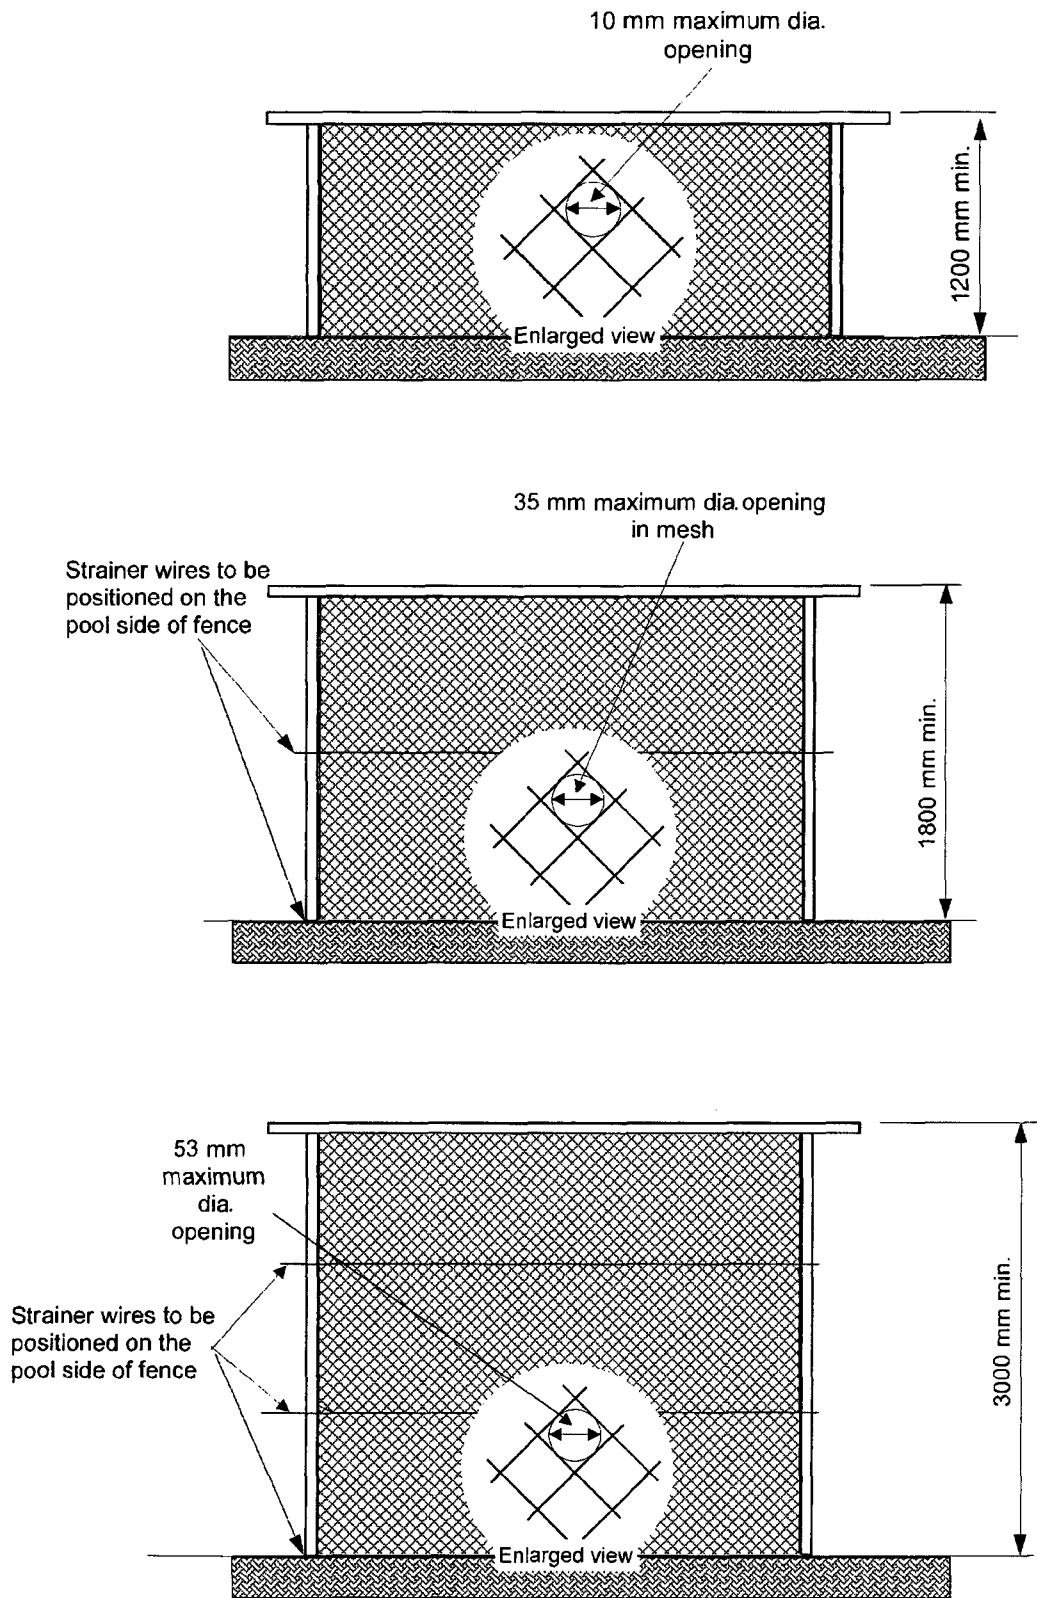 10 mm maximum dia.
opening
1200 mm min.
Enlarged view
35 mm maximum dia. opening
in mesh
Strainer wires to be
positioned on the
pool side of fence
1800 mm min.
Enlarged view
53 mm
maximum
dia.
opening
Strainer wires to be
positioned on the
pool side of fence
3000 mm min.
Enlarged view